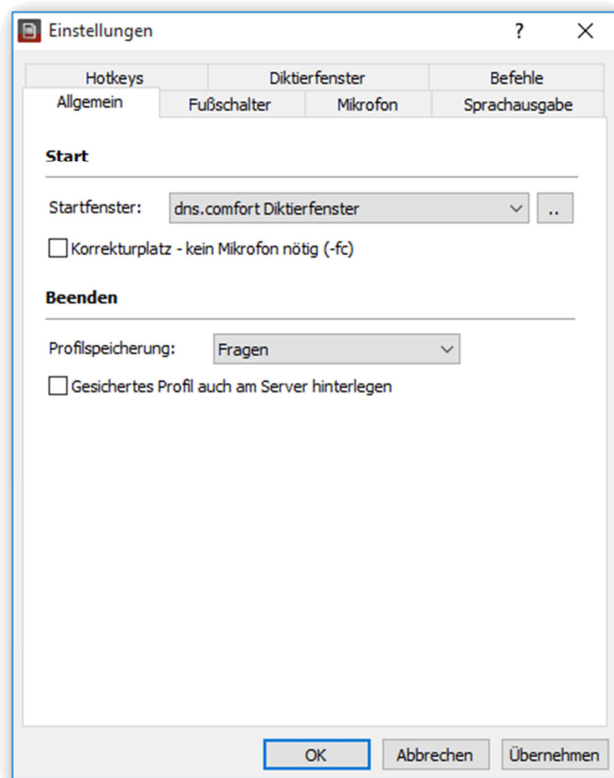 Einstellungen ?
Hotkeys Diktierfenster Befehle
Allgemein Fußschalter Mikrofon Sprachausgabe
Start
Startfenster: dns.comfort Diktierfenster ..
Korrekturplatz - kein Mikrofon nötig (-fc)
Beenden
Profilspeicherung: Fragen
Gesichertes Profil auch am Server hinterlegen
OK Abbrechen Übernehmen